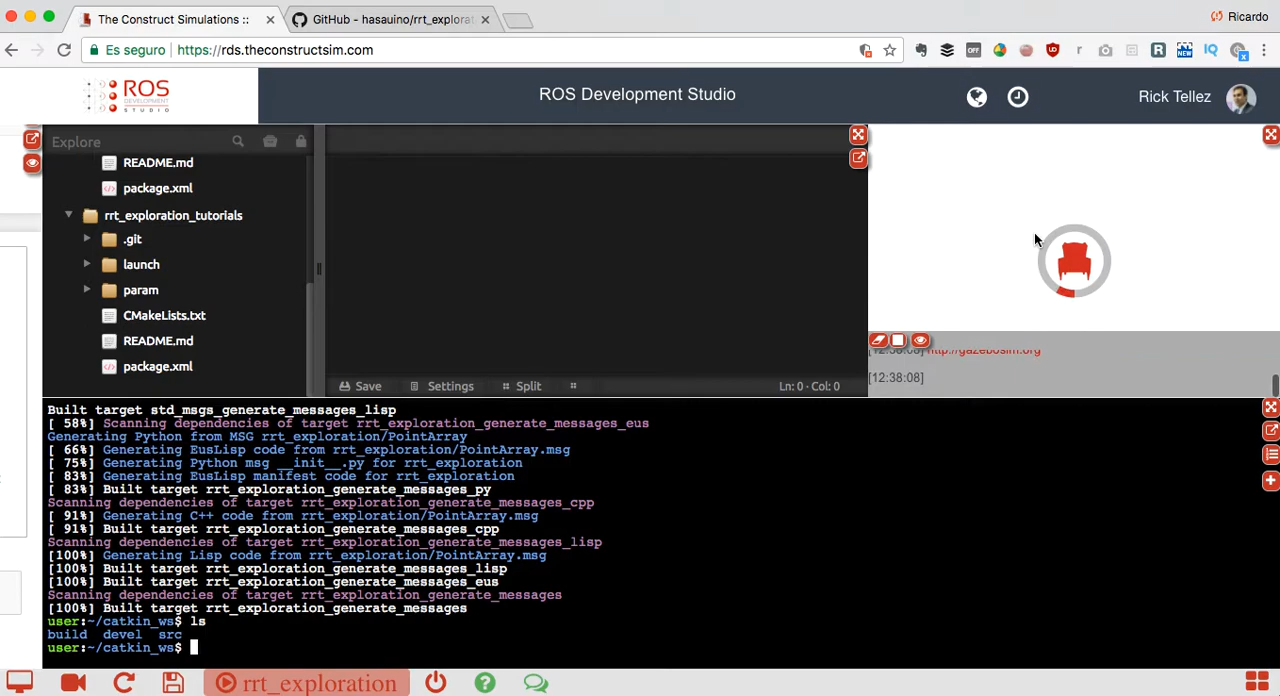 The Construct Simulations ::
GitHub - hasauino/rrt_explorat
Ricardo
Es seguro
https://rds.theconstructsim.com
OFF
r
R
NEW
IQ
ROS
DEVELOPMENT
STUDIO
ROS Development Studio
Rick Tellez
Explore
README.md
package.xml
rrt_exploration_tutorials
.git
launch
param
CMakeLists.txt
README.md
package.xml
Save
Settings
Split
Ln: 0 · Col: 0
[12:38:08] http://gazebosim.org
[12:38:08]
Built target std_msgs_generate_messages_lisp
[ 58%] Scanning dependencies of target rrt_exploration_generate_messages_eus
Generating Python from MSG rrt_exploration/PointArray
[ 66%] Generating EusLisp code from rrt_exploration/PointArray.msg
[ 75%] Generating Python msg __init__.py for rrt_exploration
[ 83%] Generating EusLisp manifest code for rrt_exploration
[ 83%] Built target rrt_exploration_generate_messages_py
Scanning dependencies of target rrt_exploration_generate_messages_cpp
[ 91%] Generating C++ code from rrt_exploration/PointArray.msg
[ 91%] Built target rrt_exploration_generate_messages_cpp
Scanning dependencies of target rrt_exploration_generate_messages_lisp
[100%] Generating Lisp code from rrt_exploration/PointArray.msg
[100%] Built target rrt_exploration_generate_messages_lisp
[100%] Built target rrt_exploration_generate_messages_eus
Scanning dependencies of target rrt_exploration_generate_messages
[100%] Built target rrt_exploration_generate_messages
user:~/catkin_ws$ ls
build devel src
user:~/catkin_ws$
rrt_exploration